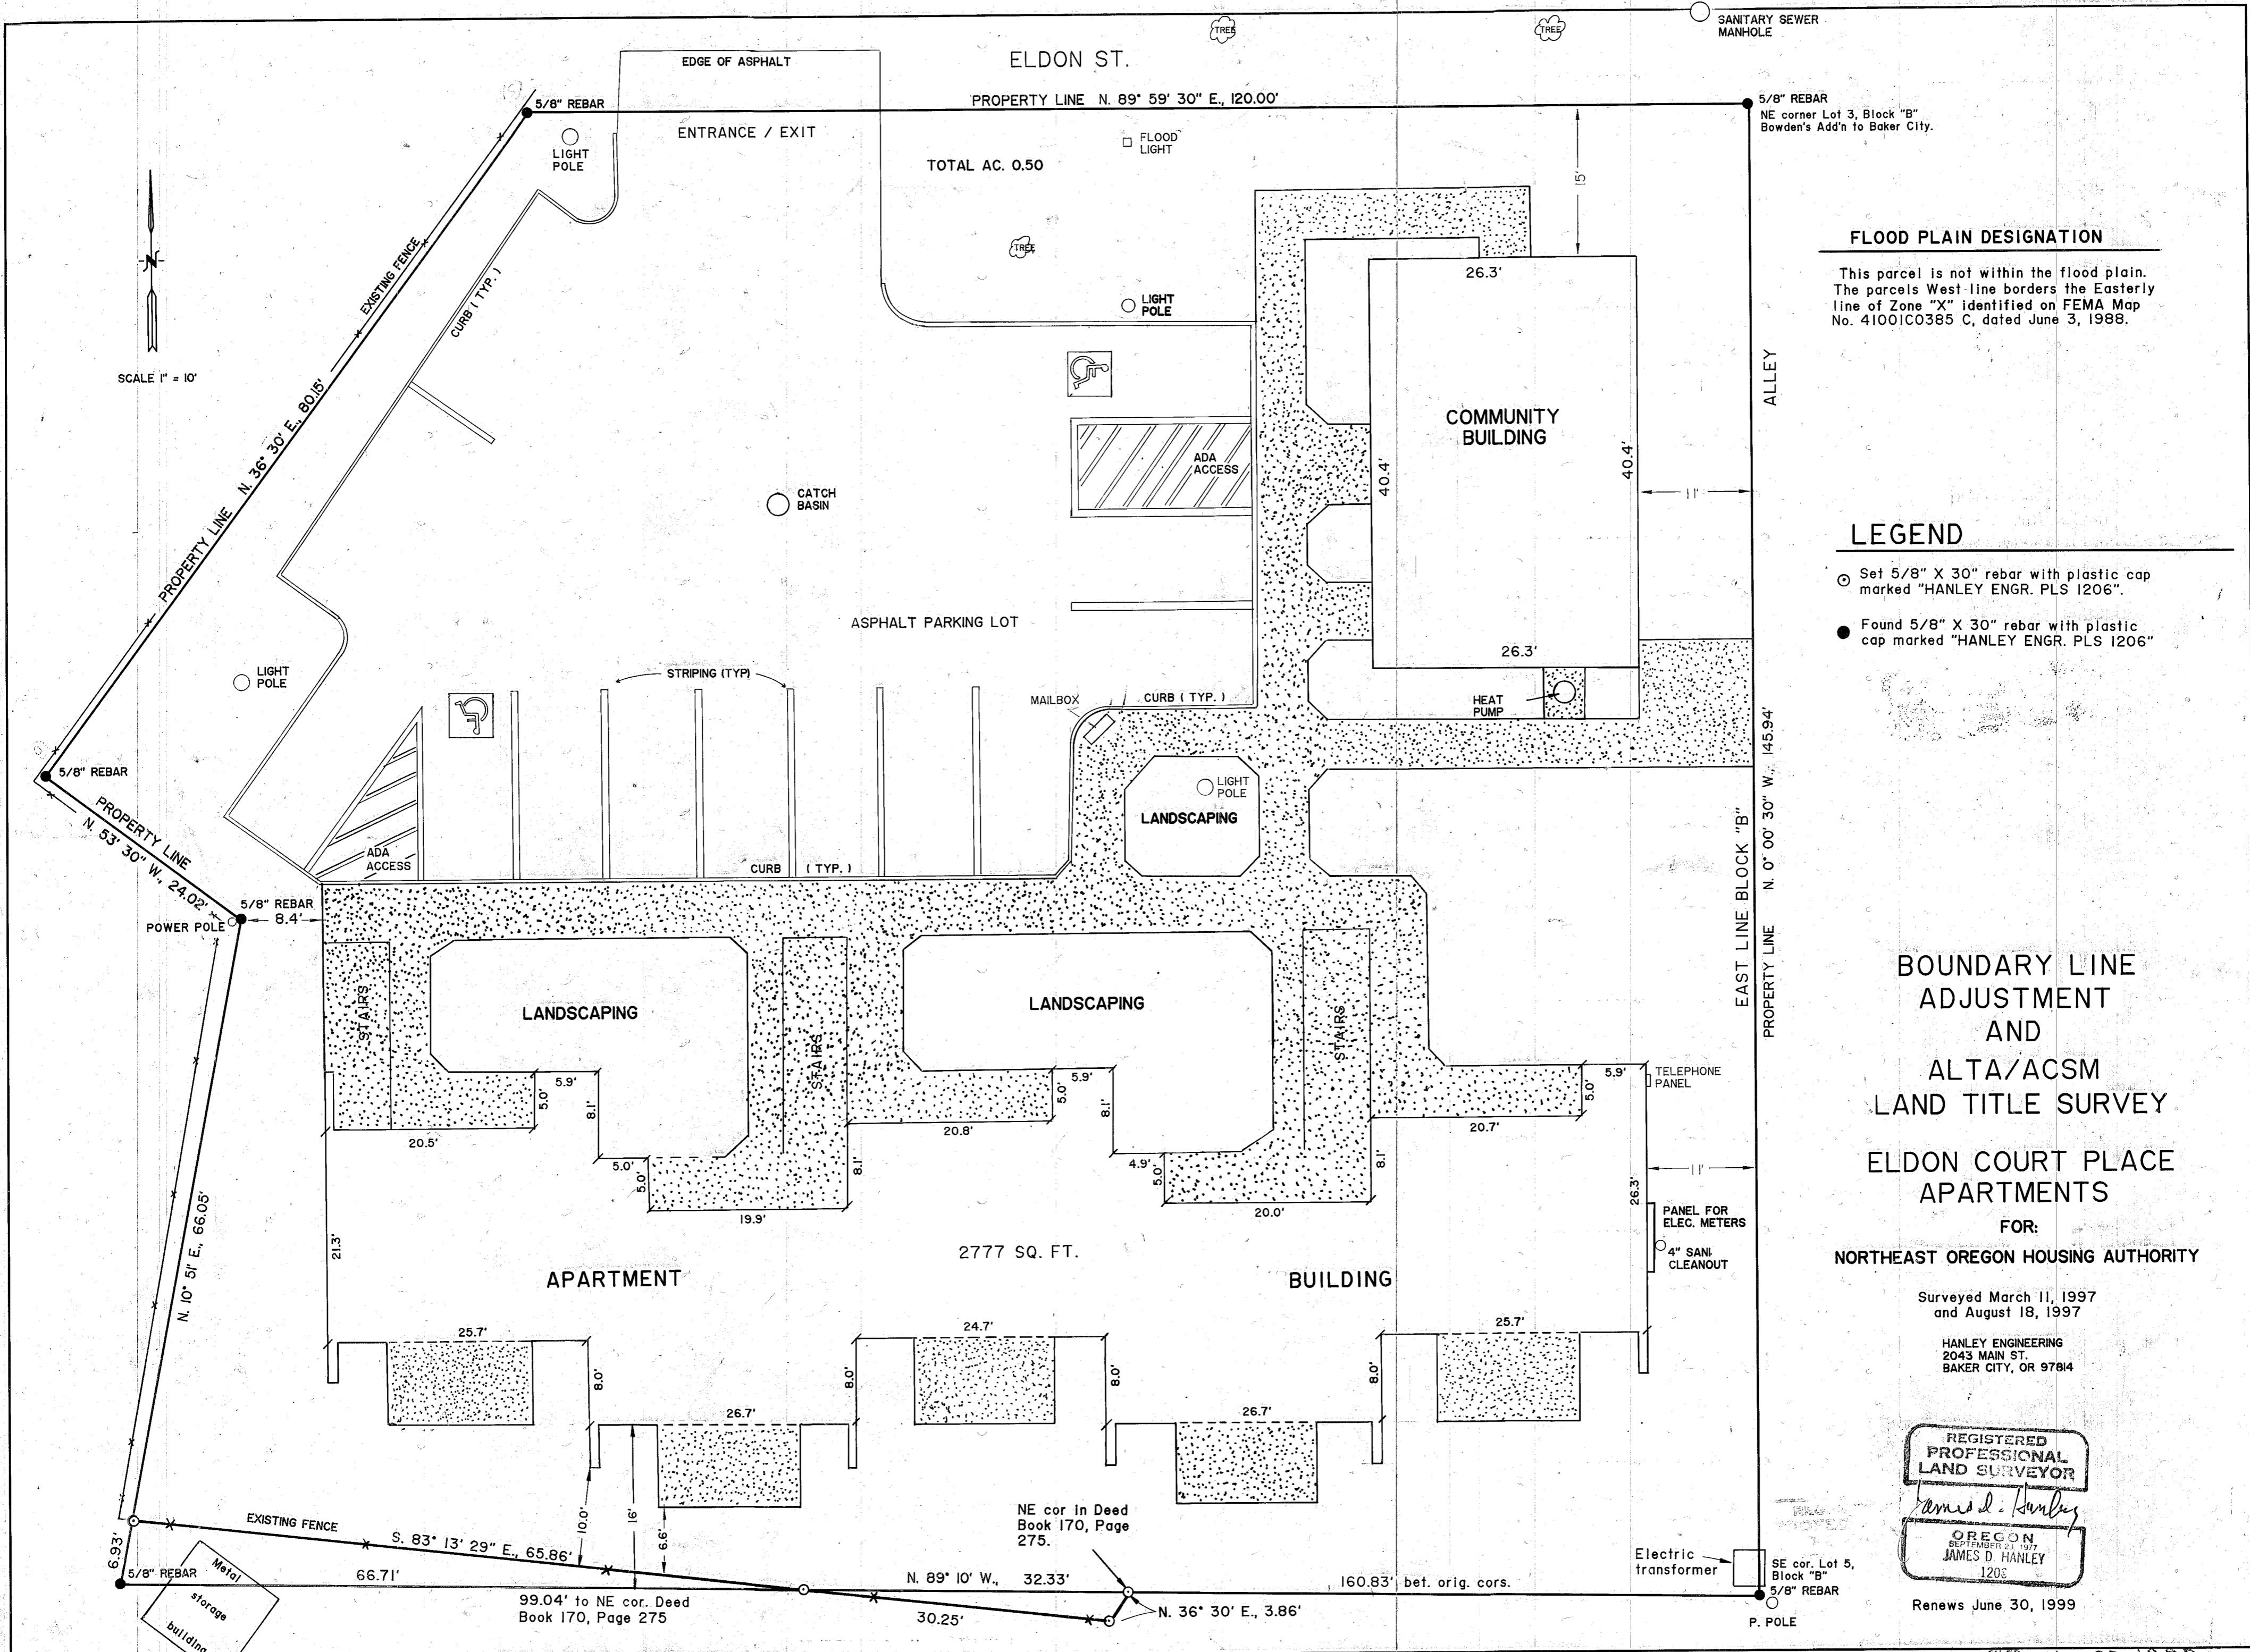 SANITARY SEWER
MANHOLE
TREE
TREE
ELDON ST.
EDGE OF ASPHALT
5/8" REBAR
PROPERTY LINE N. 89° 59' 30" E., 120.00'
5/8" REBAR
NE corner Lot 3, Block "B"
Bowden's Add'n to Baker City.
ENTRANCE / EXIT
LIGHT
POLE
FLOOD
LIGHT
TOTAL AC. 0.50
15'
TREE
N
SCALE 1" = 10'
EXISTING FENCE
CURB ( TYP. )
LIGHT
POLE
26.3'
FLOOD PLAIN DESIGNATION
This parcel is not within the flood plain.
The parcels West line borders the Easterly
line of Zone "X" identified on FEMA Map
No. 41001C0385 C, dated June 3, 1988.
ALLEY
COMMUNITY
BUILDING
40.4'
40.4'
11'
ADA
ACCESS
CATCH
BASIN
PROPERTY LINE N. 36° 30' E., 80.15'
LEGEND
Set 5/8" X 30" rebar with plastic cap
marked "HANLEY ENGR. PLS 1206".
Found 5/8" X 30" rebar with plastic
cap marked "HANLEY ENGR. PLS 1206"
ASPHALT PARKING LOT
26.3'
LIGHT
POLE
STRIPING (TYP)
MAILBOX
CURB ( TYP. )
HEAT
PUMP
5/8" REBAR
LIGHT
POLE
LANDSCAPING
PROPERTY LINE
N. 53' 30" W., 24.02'
ADA
ACCESS
CURB ( TYP. )
EAST LINE BLOCK "B"
PROPERTY LINE N. 0° 00' 30" W., 145.94'
5/8" REBAR
8.4'
POWER POLE
STAIRS
LANDSCAPING
STAIRS
LANDSCAPING
STAIRS
5.9'
5.0'
8.1'
20.5'
5.0'
5.0'
19.9'
8.1'
5.9'
5.0'
8.1'
20.8'
4.9'
5.0'
20.0'
8.1'
5.9'
5.0'
20.7'
TELEPHONE
PANEL
11'
26.3'
PANEL FOR
ELEC. METERS
4" SANI.
CLEANOUT
BOUNDARY LINE
ADJUSTMENT
AND
ALTA/ACSM
LAND TITLE SURVEY
ELDON COURT PLACE
APARTMENTS
FOR:
NORTHEAST OREGON HOUSING AUTHORITY
Surveyed March 11, 1997
and August 18, 1997
HANLEY ENGINEERING
2043 MAIN ST.
BAKER CITY, OR 97814
N. 10° 51' E., 66.05'
21.3'
2777 SQ. FT.
APARTMENT
BUILDING
25.7'
8.0'
26.7'
8.0'
24.7'
8.0'
26.7'
8.0'
25.7'
10.0'
16'
6.6'
REGISTERED
PROFESSIONAL
LAND SURVEYOR
James D. Hanley
OREGON
SEPTEMBER 23, 1977
JAMES D. HANLEY
1206
Renews June 30, 1999
EXISTING FENCE
S. 83° 13' 29" E., 65.86'
6.93'
5/8" REBAR
Metal
storage
building
66.71'
99.04' to NE cor. Deed
Book 170, Page 275
NE cor in Deed
Book 170, Page
275.
N. 89° 10' W., 32.33'
30.25'
N. 36° 30' E., 3.86'
160.83' bet. orig. cors.
Electric
transformer
SE cor. Lot 5,
Block "B"
5/8" REBAR
P. POLE